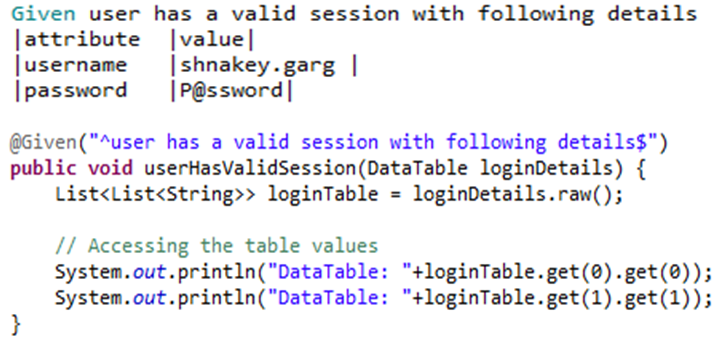 Given user has a valid session with following details
|attribute  |value|
|username   |shnakey.garg |
|password   |P@ssword|
@Given("^user has a valid session with following details$")
public void userHasValidSession(DataTable loginDetails) {
    List<List<String>> loginTable = loginDetails.raw();
    // Accessing the table values
    System.out.println("DataTable: "+loginTable.get(0).get(0));
    System.out.println("DataTable: "+loginTable.get(1).get(1));
}